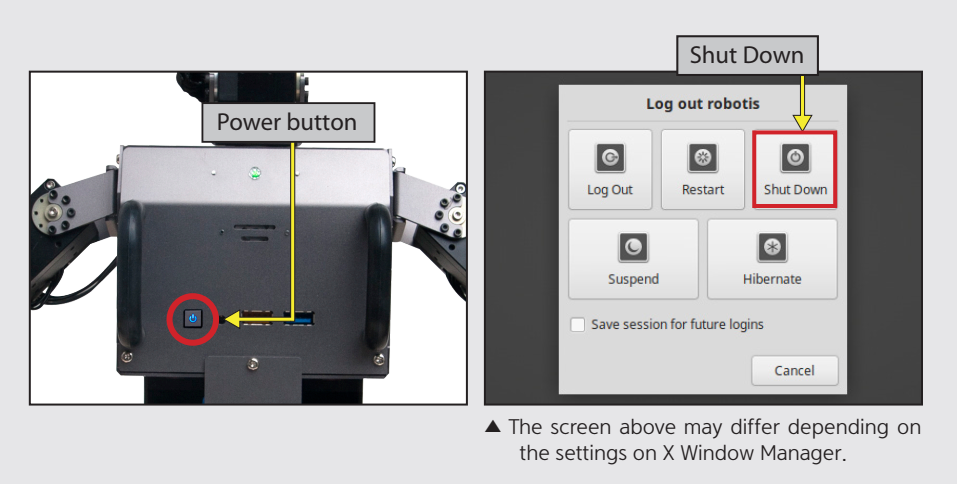 Shut Down
Power button
Log out robotis
Log Out
Restart
Shut Down
Suspend
Hibernate
Save session for future logins
Cancel
▲ The screen above may differ depending on
the settings on X Window Manager.